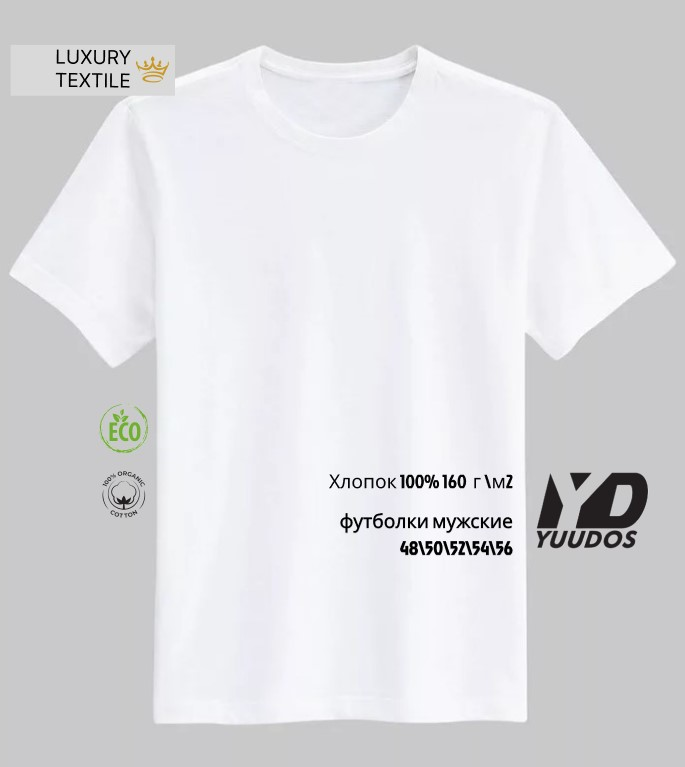 LUXURY
TEXTILE
ECO
100% ORGANIC
COTTON
Хлопок 100% 160 г \м2
футболки мужские
48\50\52\54\56
YD
YUUDOS